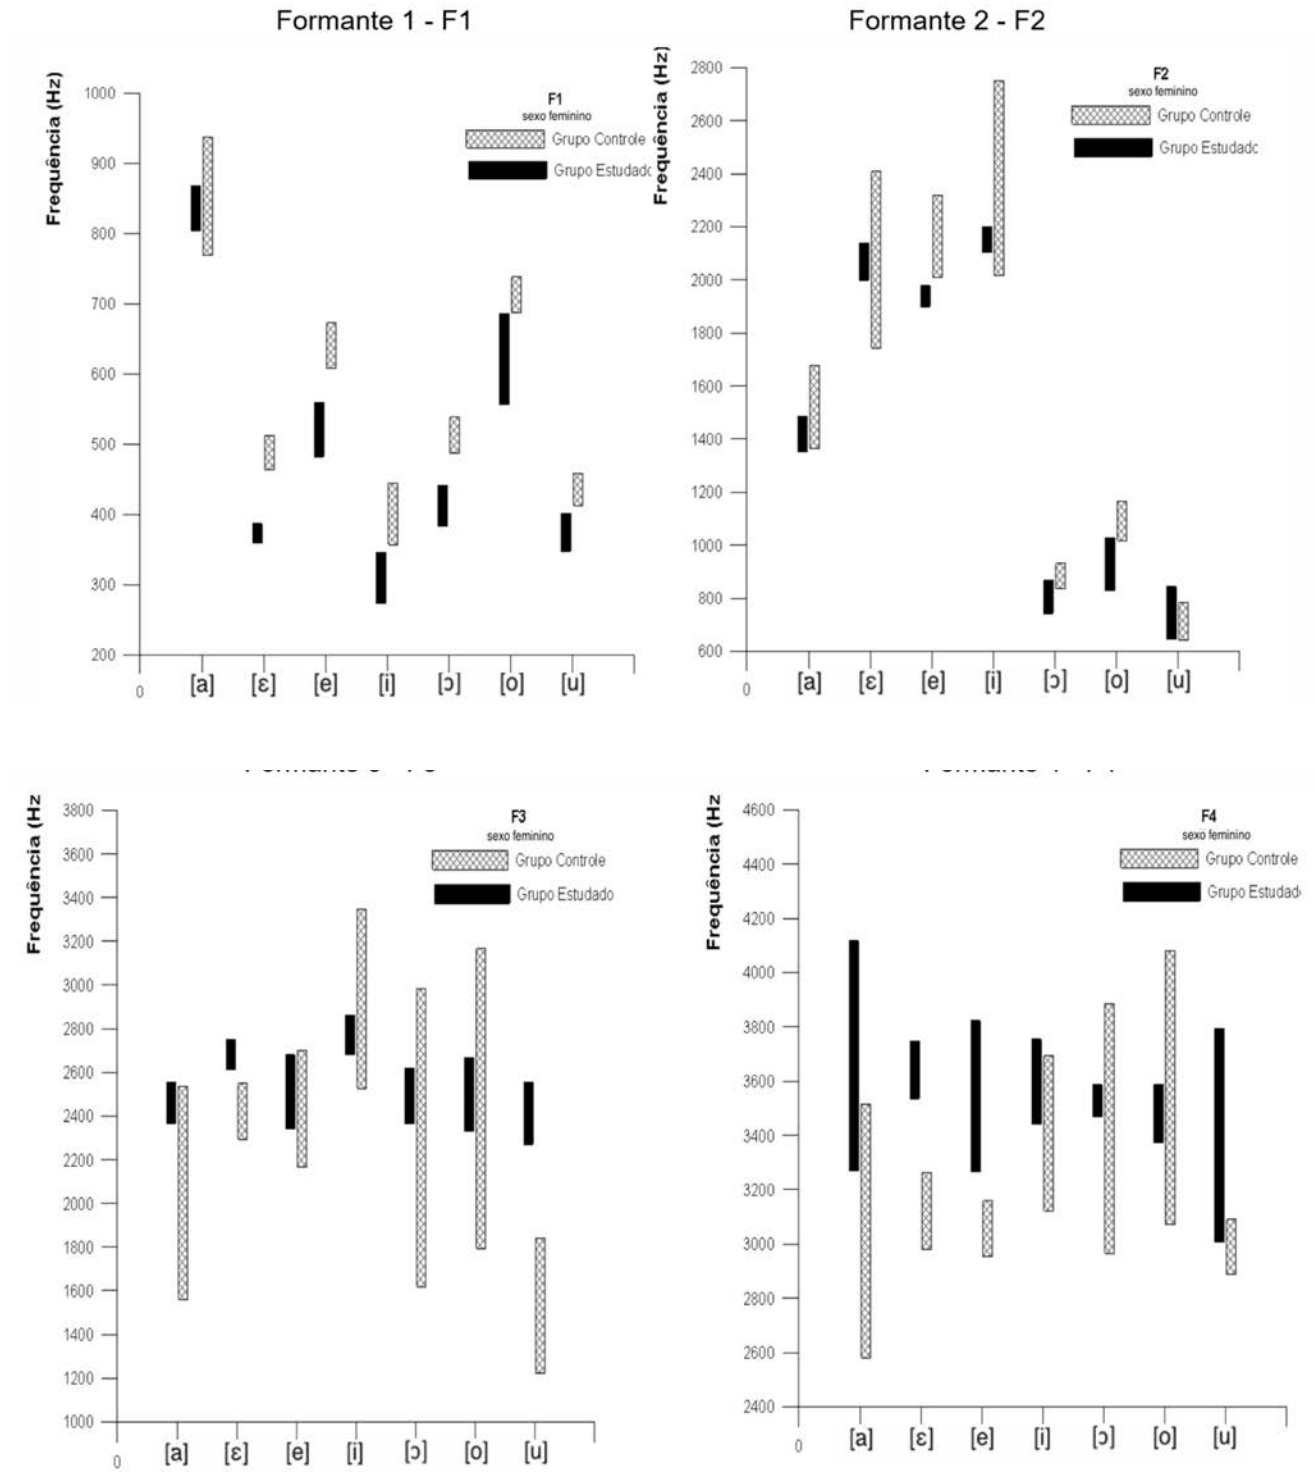 Formante 1 - F1
Frequência (Hz)
F1
sexo feminino
Grupo Controle
Grupo Estudadc
1000
900
800
700
600
500
400
300
200
0
[a] [ɛ] [e] [i] [ɔ] [o] [u]
Formante 2 - F2
Frequência (Hz)
F2
sexo feminino
Grupo Controle
Grupo Estudadc
2800
2600
2400
2200
2000
1800
1600
1400
1200
1000
800
600
0
[a] [ɛ] [e] [i] [ɔ] [o] [u]
Frequência (Hz
F3
sexo feminino
Grupo Controle
Grupo Estudado
3800
3600
3400
3200
3000
2800
2600
2400
2200
2000
1800
1600
1400
1200
1000
0
[a] [ɛ] [e] [i] [ɔ] [o] [u]
Frequência (Hz
F4
sexo feminino
Grupo Controle
Grupo Estudad
4600
4400
4200
4000
3800
3600
3400
3200
3000
2800
2600
2400
0
[a] [ɛ] [e] [i] [ɔ] [o] [u]